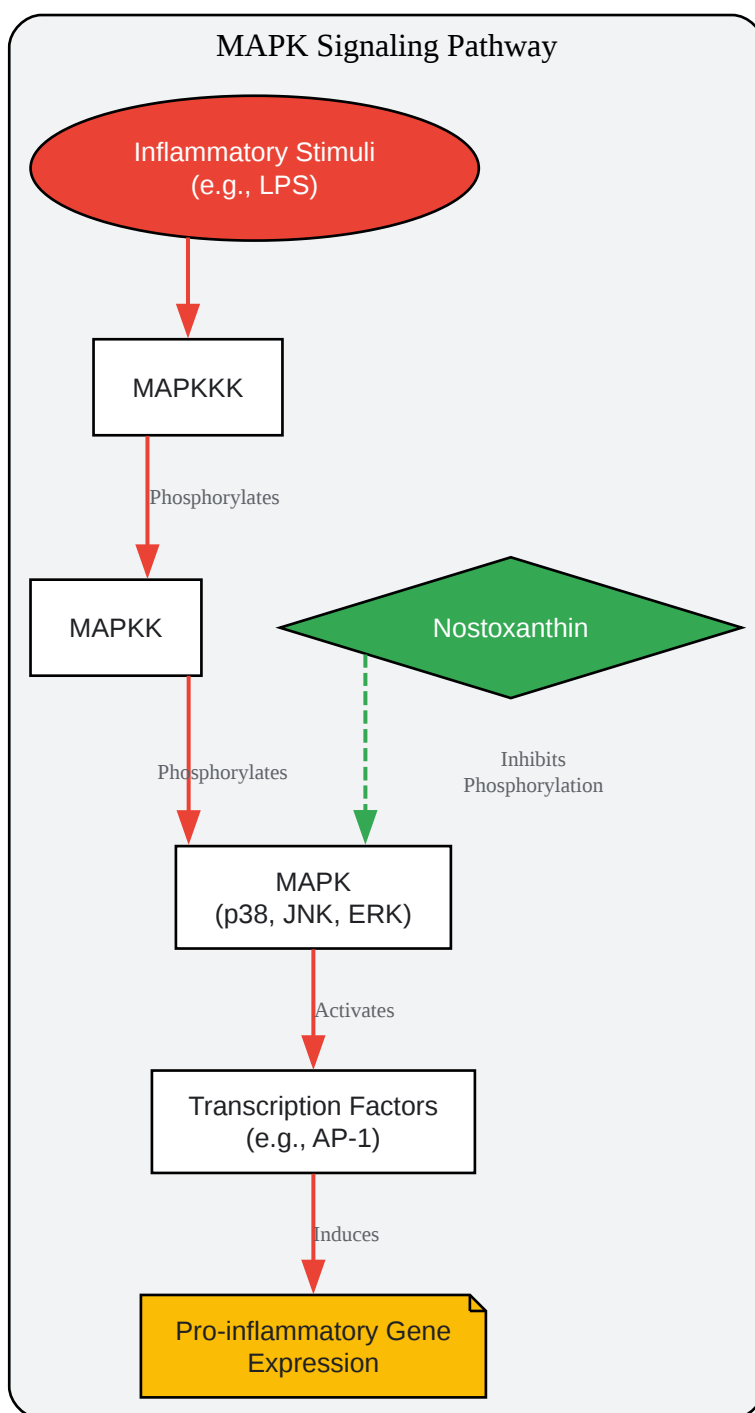 MAPK Signaling Pathway
Inflammatory Stimuli
(e.g., LPS)
MAPKKK
Phosphorylates
MAPKK
Nostoxanthin
Phosphorylates
Inhibits
Phosphorylation
MAPK
(p38, JNK, ERK)
Activates
Transcription Factors
(e.g., AP-1)
Induces
Pro-inflammatory Gene
Expression